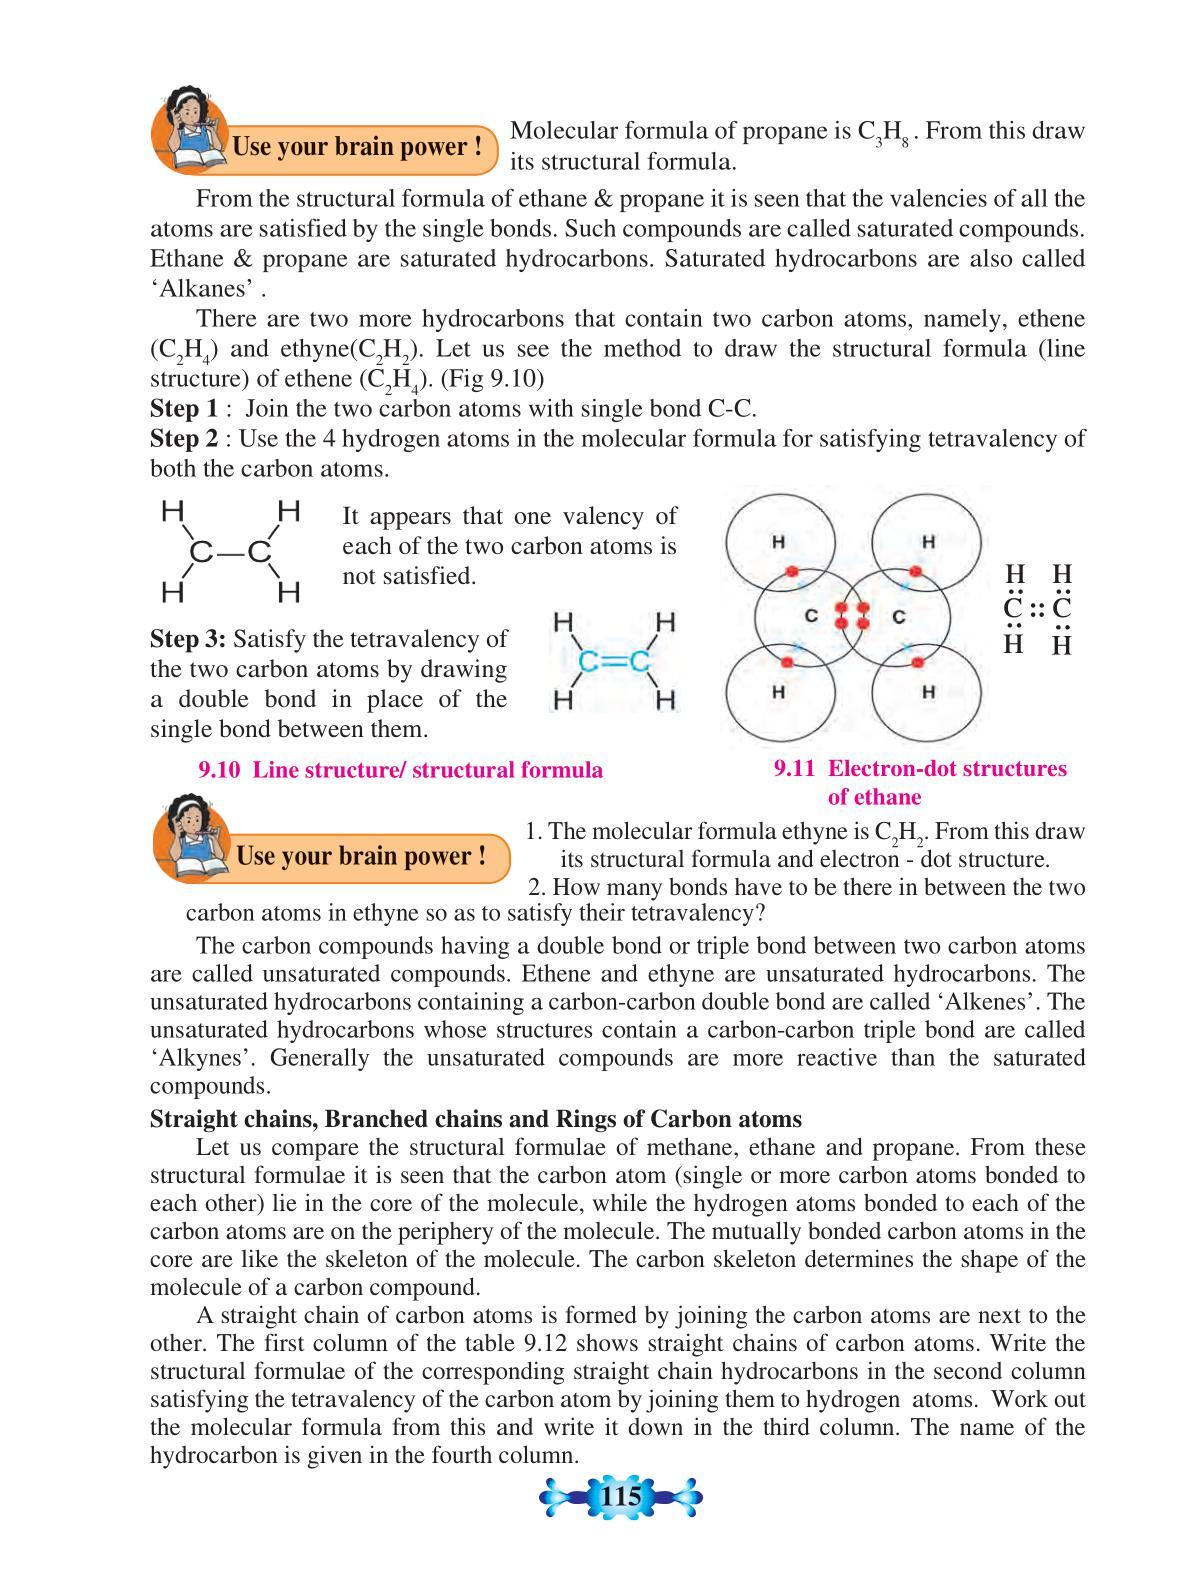 Use your brain power !
Molecular formula of propane is C₃H₈ . From this draw
its structural formula.
From the structural formula of ethane & propane it is seen that the valencies of all the
atoms are satisfied by the single bonds. Such compounds are called saturated compounds.
Ethane & propane are saturated hydrocarbons. Saturated hydrocarbons are also called
‘Alkanes’ .
There are two more hydrocarbons that contain two carbon atoms, namely, ethene
(C₂H₄) and ethyne(C₂H₂). Let us see the method to draw the structural formula (line
structure) of ethene (C₂H₄). (Fig 9.10)
Step 1 : Join the two carbon atoms with single bond C-C.
Step 2 : Use the 4 hydrogen atoms in the molecular formula for satisfying tetravalency of
both the carbon atoms.
H H
C—C
H H
It appears that one valency of
each of the two carbon atoms is
not satisfied.
Step 3: Satisfy the tetravalency of
the two carbon atoms by drawing
a double bond in place of the
single bond between them.
H H
C=C
H H
9.10 Line structure/ structural formula
H H
C C
H H
H H
C :: C
H H
9.11 Electron-dot structures
of ethane
Use your brain power !
1. The molecular formula ethyne is C₂H₂. From this draw
its structural formula and electron - dot structure.
2. How many bonds have to be there in between the two
carbon atoms in ethyne so as to satisfy their tetravalency?
The carbon compounds having a double bond or triple bond between two carbon atoms
are called unsaturated compounds. Ethene and ethyne are unsaturated hydrocarbons. The
unsaturated hydrocarbons containing a carbon-carbon double bond are called ‘Alkenes’. The
unsaturated hydrocarbons whose structures contain a carbon-carbon triple bond are called
‘Alkynes’. Generally the unsaturated compounds are more reactive than the saturated
compounds.
Straight chains, Branched chains and Rings of Carbon atoms
Let us compare the structural formulae of methane, ethane and propane. From these
structural formulae it is seen that the carbon atom (single or more carbon atoms bonded to
each other) lie in the core of the molecule, while the hydrogen atoms bonded to each of the
carbon atoms are on the periphery of the molecule. The mutually bonded carbon atoms in the
core are like the skeleton of the molecule. The carbon skeleton determines the shape of the
molecule of a carbon compound.
A straight chain of carbon atoms is formed by joining the carbon atoms are next to the
other. The first column of the table 9.12 shows straight chains of carbon atoms. Write the
structural formulae of the corresponding straight chain hydrocarbons in the second column
satisfying the tetravalency of the carbon atom by joining them to hydrogen atoms. Work out
the molecular formula from this and write it down in the third column. The name of the
hydrocarbon is given in the fourth column.
115